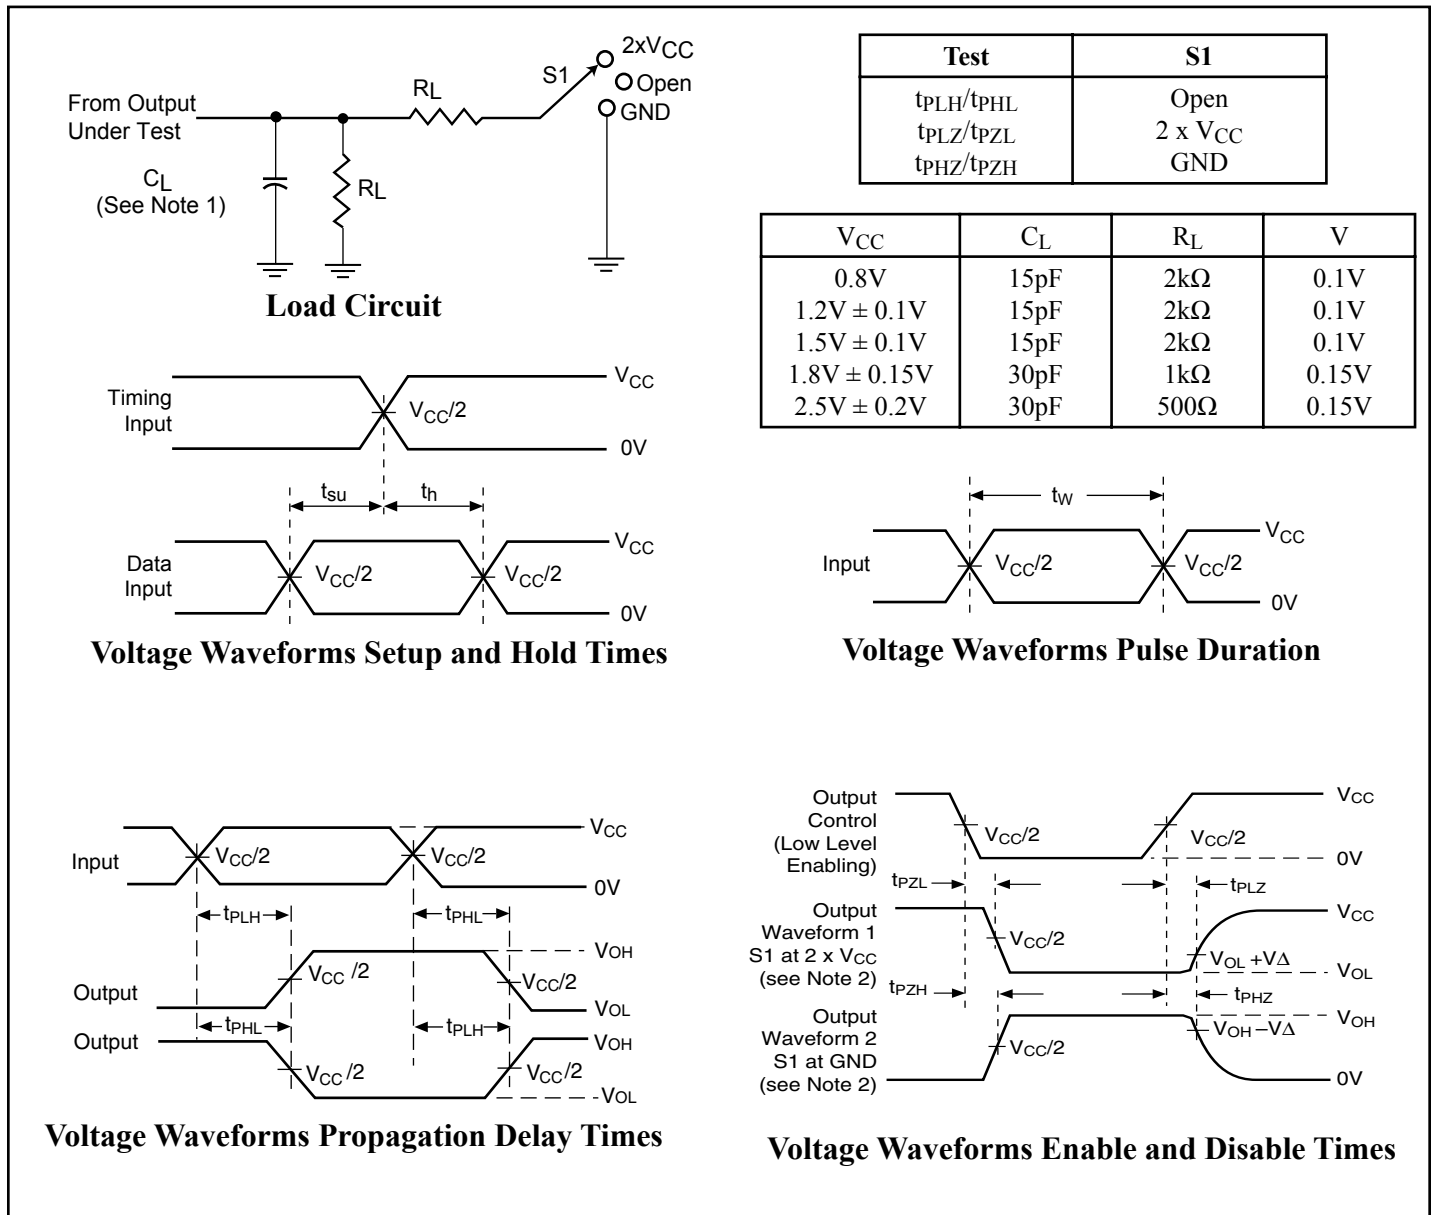 2xVCC
S1
Open
RL
GND
From Output
Under Test
CL
(See Note 1)
RL
Load Circuit
Test S1
tPLH/tPHL Open
tPLZ/tPZL 2 x VCC
tPHZ/tPZH GND
VCC CL RL V
0.8V 15pF 2kΩ 0.1V
1.2V ± 0.1V 15pF 2kΩ 0.1V
1.5V ± 0.1V 15pF 2kΩ 0.1V
1.8V ± 0.15V 30pF 1kΩ 0.15V
2.5V ± 0.2V 30pF 500Ω 0.15V
Timing
Input
VCC
VCC/2
0V
tsu th
Data
Input
VCC
VCC/2 VCC/2
0V
Voltage Waveforms Setup and Hold Times
tW
Input
VCC
VCC/2 VCC/2
0V
Voltage Waveforms Pulse Duration
Input
VCC
VCC/2 VCC/2
0V
tPLH tPHL
VOH
VCC /2 VCC/2
Output
VOL
tPHL tPLH
Output
VOH
VCC /2 VCC/2
VOL
Voltage Waveforms Propagation Delay Times
Output
Control
(Low Level
Enabling)
VCC
VCC/2 VCC/2
0V
tPZL tPLZ
Output
Waveform 1
S1 at 2 x VCC
(see Note 2)
VCC
VCC/2
VOL +VΔ
VOL
tPZH tPHZ
Output
Waveform 2
S1 at GND
(see Note 2)
VOH
VOH –VΔ
VCC/2
0V
Voltage Waveforms Enable and Disable Times